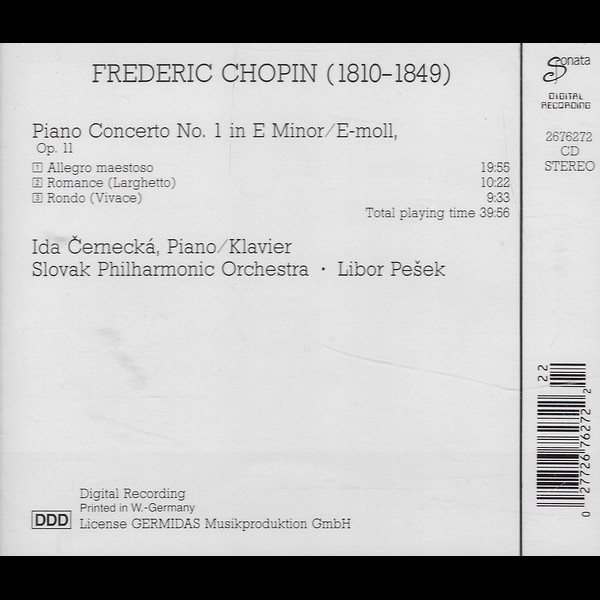 FREDERIC CHOPIN (1810-1849)
Piano Concerto No. 1 in E Minor/E-moll,
Op. 11
1 Allegro maestoso 19:55
2 Romance (Larghetto) 10:22
3 Rondo (Vivace) 9:33
Total playing time 39:56
Ida Černecká, Piano/Klavier
Slovak Philharmonic Orchestra · Libor Pešek
Digital Recording
Printed in W.-Germany
DDD License GERMIDAS Musikproduktion GmbH
Sonata
DIGITAL
RECORDING
2676272
CD
STEREO
22
0 27726 76272 2